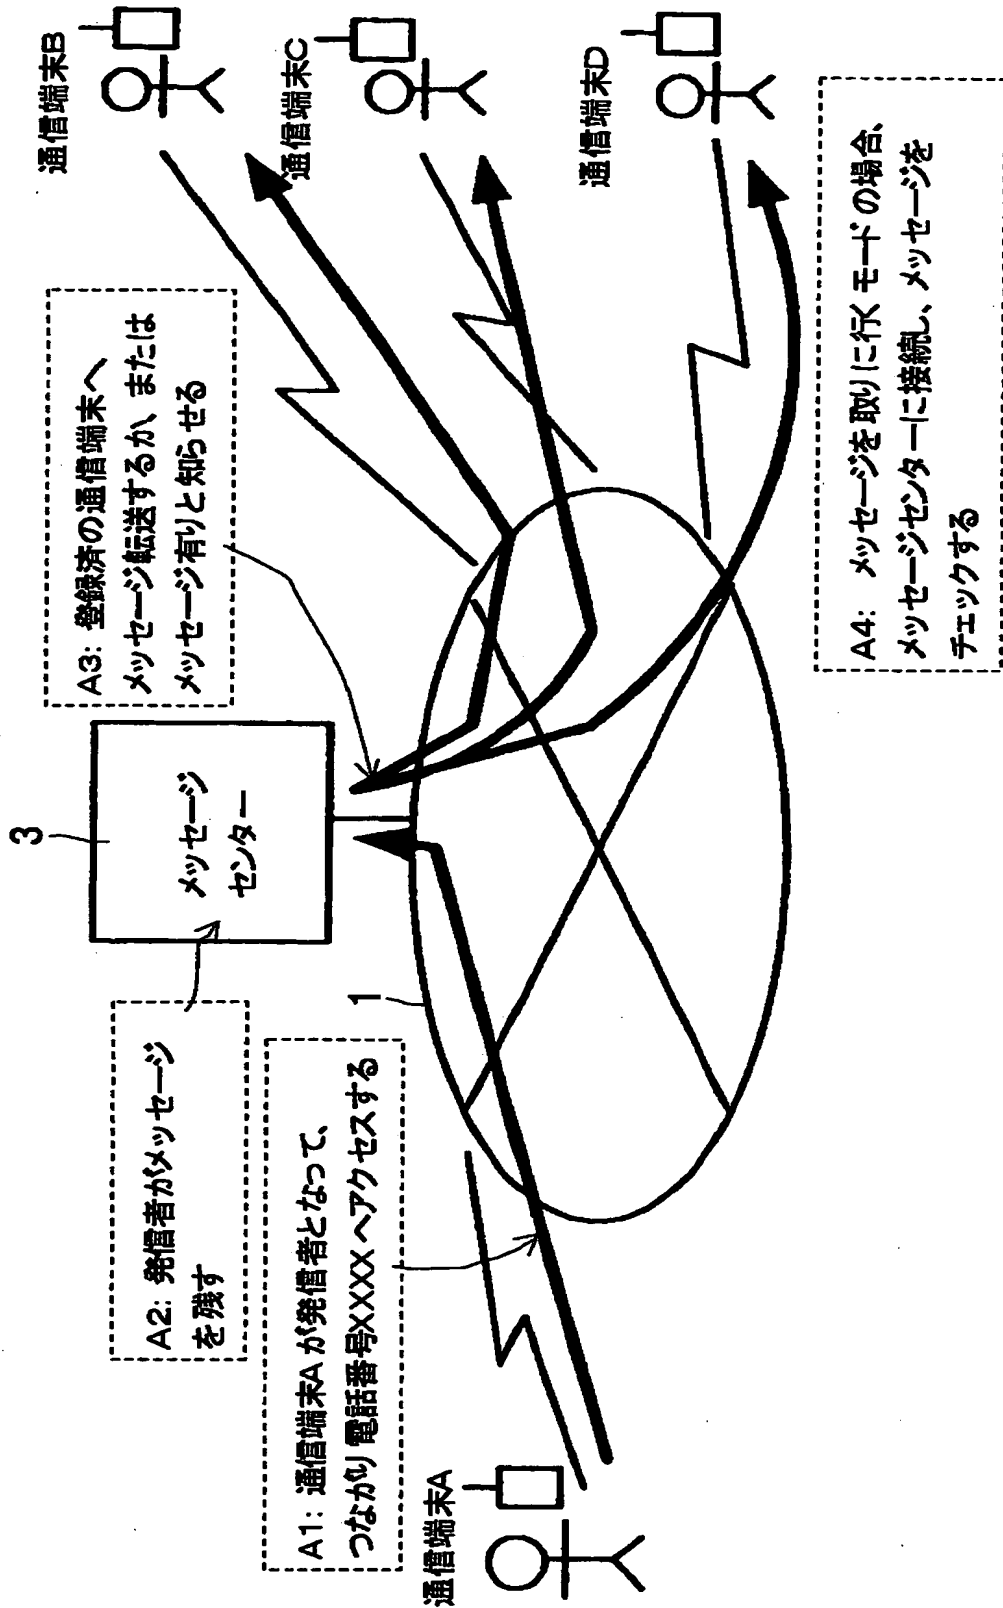 3
メッセージ
センター
A2: 発信者がメッセージ
を残す
A1: 通信端末Aが発信者となって、
つながり電話番号XXXXへアクセスする
1
通信端末A
A3: 登録済の通信端末へ
メッセージ転送するか、または
メッセージ有りと知らせる
通信端末B
通信端末C
通信端末D
A4: メッセージを取りに行くモードの場合、
メッセージセンターに接続し、メッセージを
チェックする